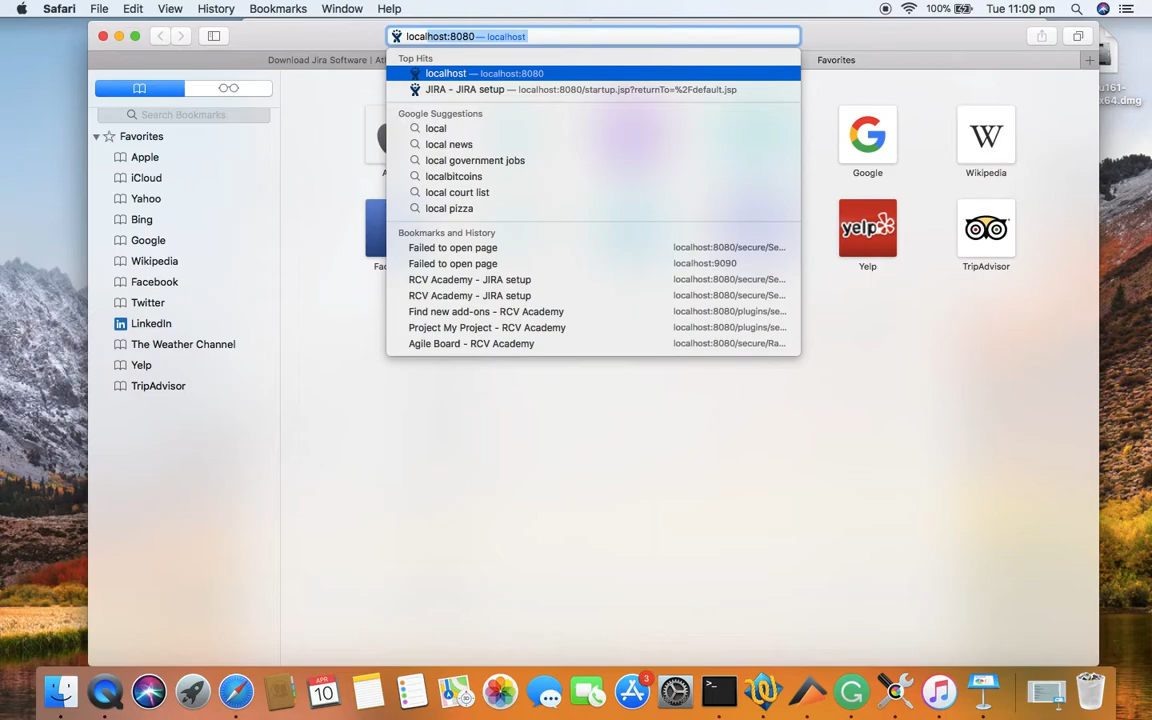 Safari File Edit View History Bookmarks Window Help 100% Tue 11:09 pm
localhost:8080 — localhost
Download Jira Software | Atl
Favorites
Top Hits
localhost — localhost:8080
JIRA - JIRA setup — localhost:8080/startup.jsp?returnTo=%2Fdefault.jsp
Google Suggestions
local
local news
local government jobs
localbitcoins
local court list
local pizza
Bookmarks and History
Failed to open page localhost:8080/secure/Se...
Failed to open page localhost:9090
RCV Academy - JIRA setup localhost:8080/secure/Se...
RCV Academy - JIRA setup localhost:8080/secure/Se...
Find new add-ons - RCV Academy localhost:8080/plugins/se...
Project My Project - RCV Academy localhost:8080/plugins/se...
Agile Board - RCV Academy localhost:8080/secure/Ra...
Search Bookmarks
Favorites
Apple
iCloud
Yahoo
Bing
Google
Wikipedia
Facebook
Twitter
in LinkedIn
The Weather Channel
Yelp
TripAdvisor
A
G
W
Google
Wikipedia
yelp
Fac
Yelp
TripAdvisor
u161-
x64.dmg
APR
10
3